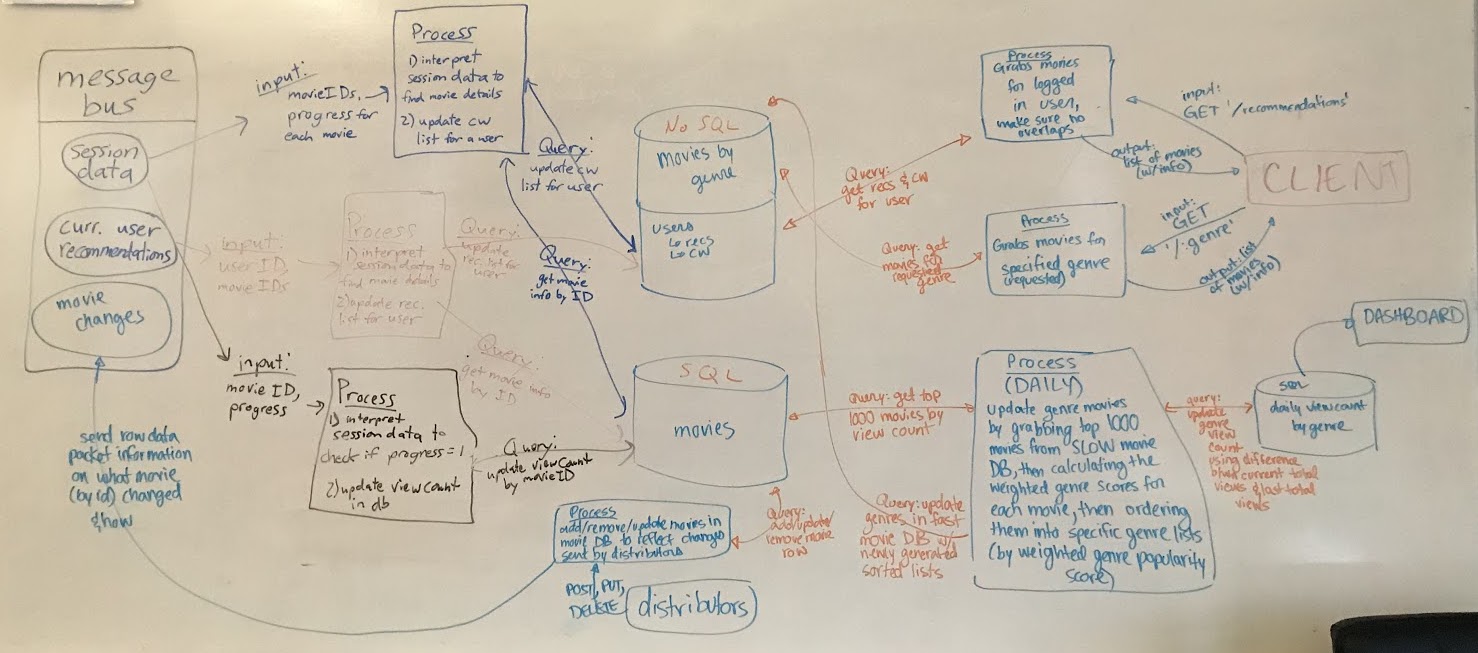 message
bus
session
data
curr. user
recommendations
movie
changes
send raw data
packet information
on what movie
(by id) changed
& how
input:
movieIDs,
progress for
each movie
Process
1) interpret
session data to
find movie details
2) update cw
list for a user
input:
user ID,
movie IDs
Process
1) interpret
session data to
find movie details
2) update rec.
list for user
input:
movie ID,
progress
Process
1) interpret
session data to
check if progress = 1
2) update view count
in db
Query:
update cw
list for user
Query:
update
rec. list for
user
Query:
get movie
info by ID
Query:
get movie info
by ID
Query:
update viewCount
by movieID
No SQL
movies by
genre
users
↳ recs
↳ CW
SQL
movies
Process
add/remove/update movies in
movie DB to reflect changes
sent by distributors
POST, PUT,
DELETE
distributors
Query:
add/update/
remove movie
row
Query:
get recs & cw
for user
Query: get
movies for
requested
genre
Query: get top
1000 movies by
view count
Query: update
genres in fast
movie DB w/
newly generated
sorted lists
Process
Grabs movies
for logged
in user,
make sure no
overlaps
input:
GET '/recommendations'
output:
list of movies
(w/info)
CLIENT
Process
Grabs movies for
specified genre
(requested)
input:
GET
'/:genre'
output: list
of movies
(w/info)
Process
(DAILY)
update genre movies
by grabbing top 1000
movies from SLOW movie
DB, then calculating the
weighted genre scores for
each movie, then ordering
them into specific genre lists
(by weighted genre popularity
score)
query:
update
genre
view
count
using difference
btwn current total
views & last total
views
SQL
daily view count
by genre
DASHBOARD